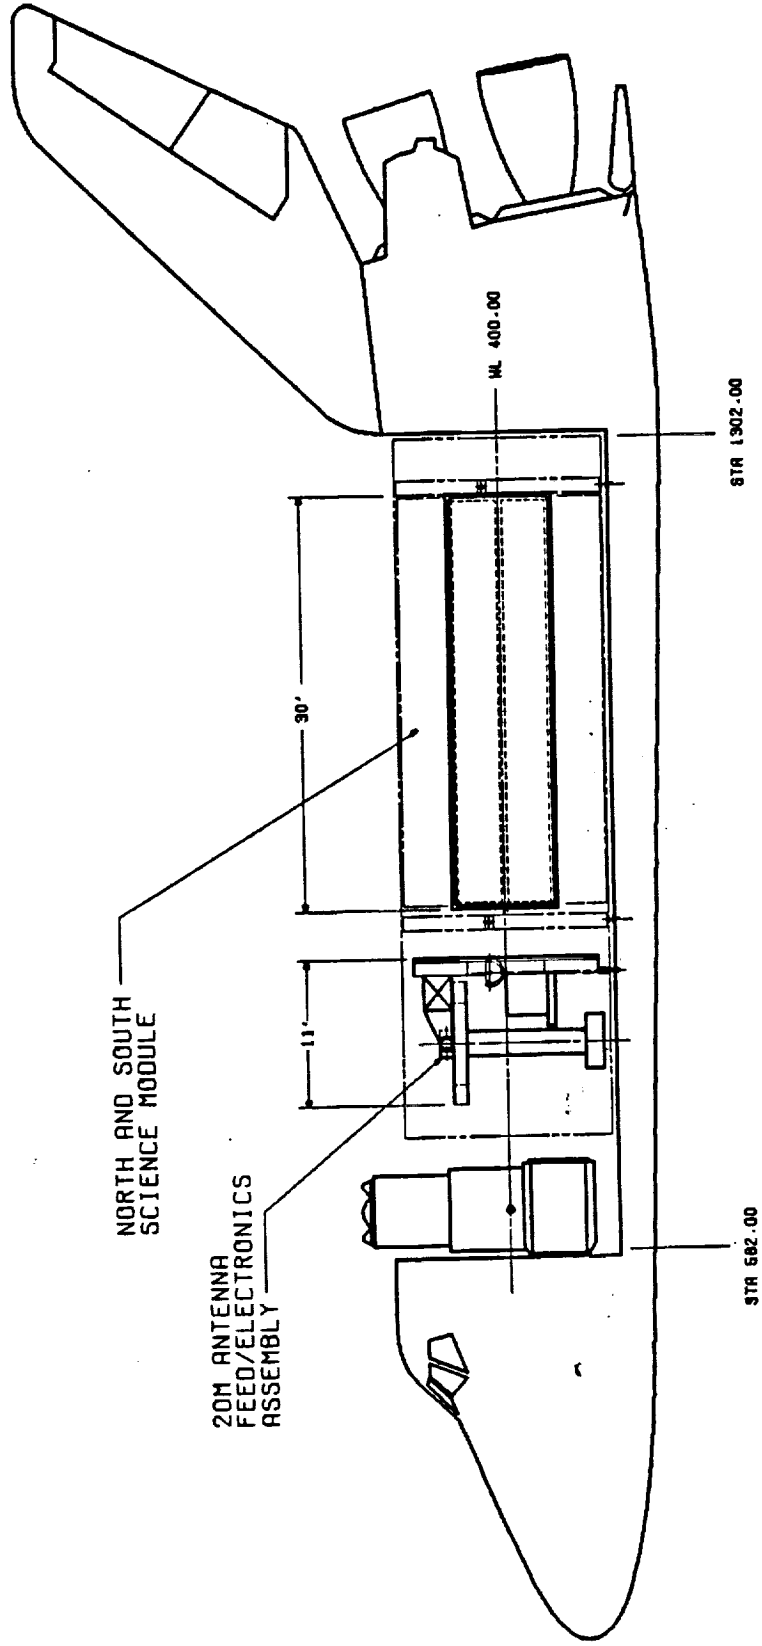 NORTH AND SOUTH
SCIENCE MODULE
20M ANTENNA
FEED/ELECTRONICS
ASSEMBLY
11'
30'
WL 400.00
STA 582.00
STA 1302.00